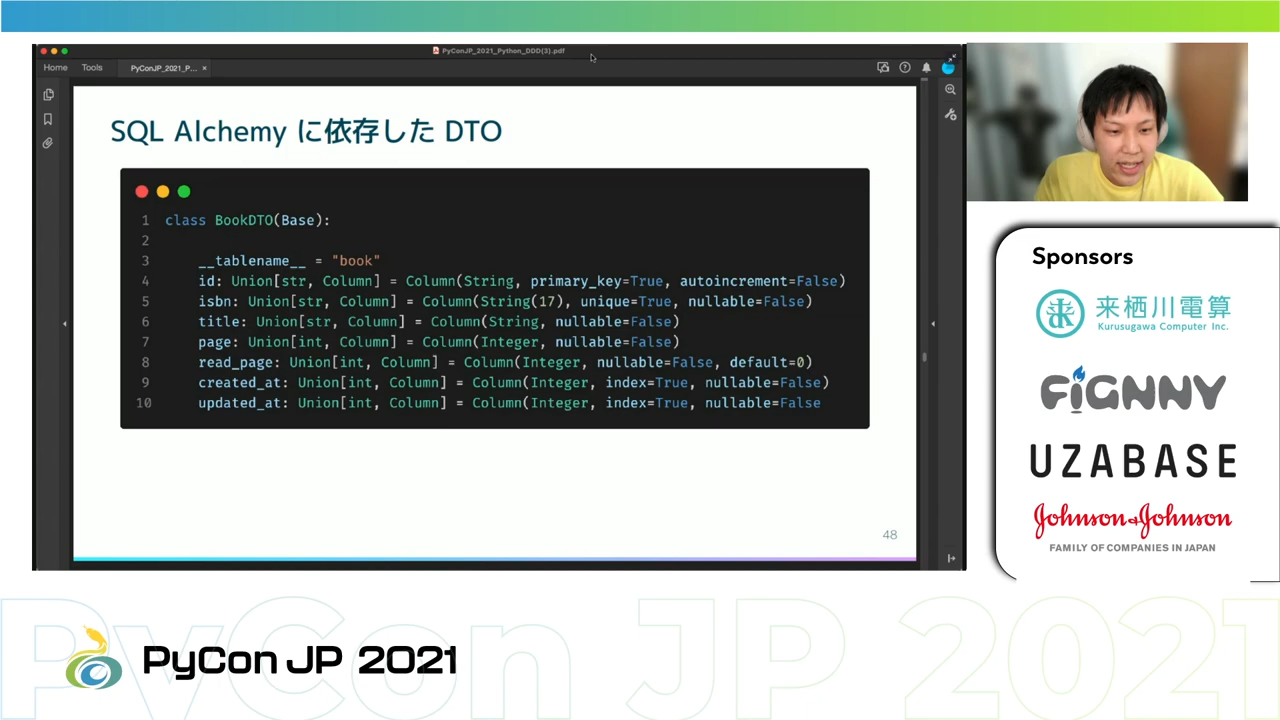 PyConJP_2021_Python_DDD(3).pdf
Home Tools PyConJP_2021_P... ×
SQL Alchemy に依存した DTO
1 class BookDTO(Base):
2
3 __tablename__ = "book"
4 id: Union[str, Column] = Column(String, primary_key=True, autoincrement=False)
5 isbn: Union[str, Column] = Column(String(17), unique=True, nullable=False)
6 title: Union[str, Column] = Column(String, nullable=False)
7 page: Union[int, Column] = Column(Integer, nullable=False)
8 read_page: Union[int, Column] = Column(Integer, nullable=False, default=0)
9 created_at: Union[int, Column] = Column(Integer, index=True, nullable=False)
10 updated_at: Union[int, Column] = Column(Integer, index=True, nullable=False
48
Sponsors
来栖川電算
Kurusugawa Computer Inc.
FiGNNY
UZABASE
Johnson&Johnson
FAMILY OF COMPANIES IN JAPAN
PyCon JP 2021
PyCon JP 2021